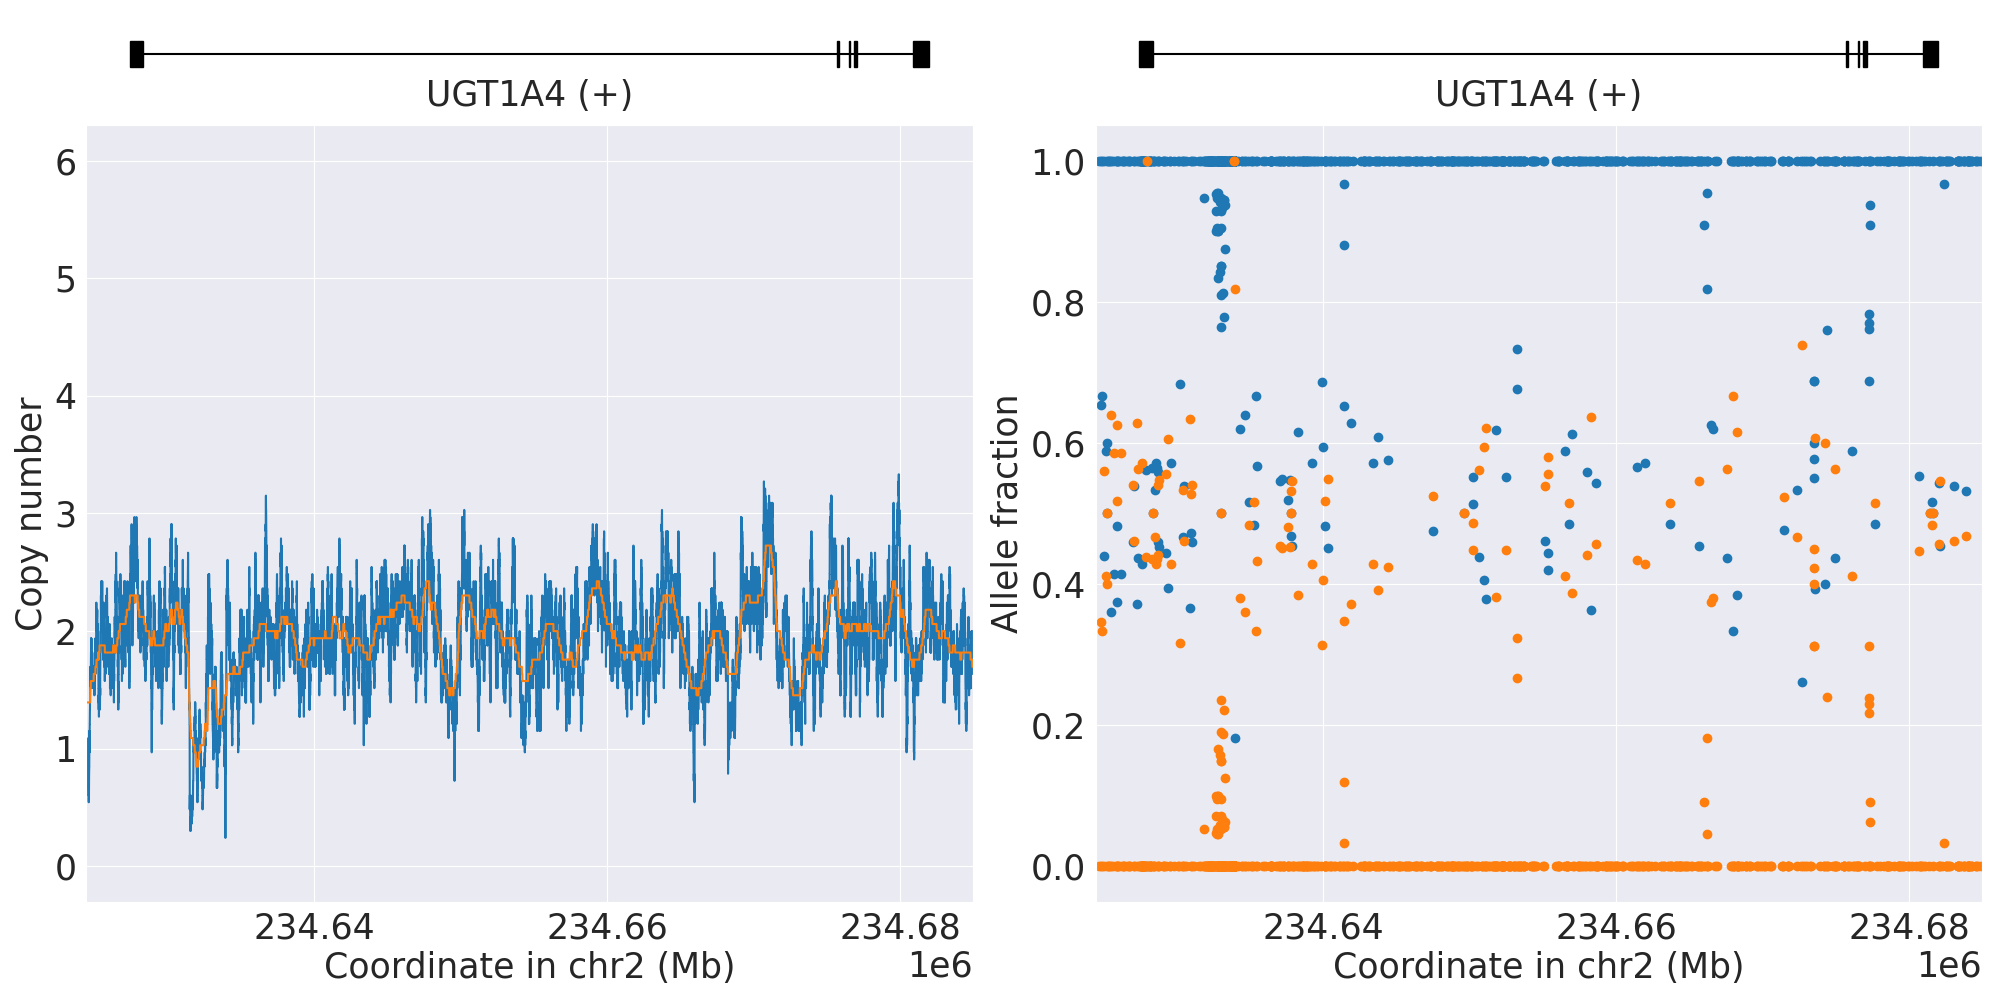 UGT1A4 (+)
6
5
4
3
2
1
0
Copy number
234.64
234.66
234.68
Coordinate in chr2 (Mb)
1e6
UGT1A4 (+)
1.0
0.8
0.6
0.4
0.2
0.0
Allele fraction
234.64
234.66
234.68
Coordinate in chr2 (Mb)
1e6